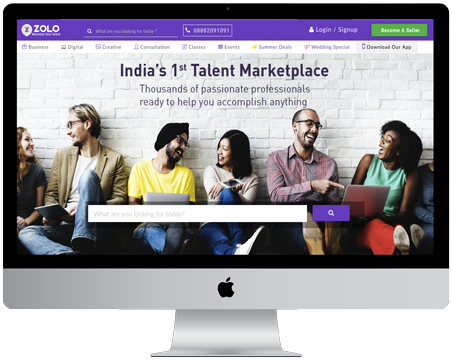 ZOLO
What are you looking for today ?
08882091091
Login / Signup
Become A Seller
Business
Digital
Creative
Consultation
Classes
Events
Summer Deals
Wedding Special
Download Our App
India's 1st Talent Marketplace
Thousands of passionate professionals
ready to help you accomplish anything
What are you looking for today?